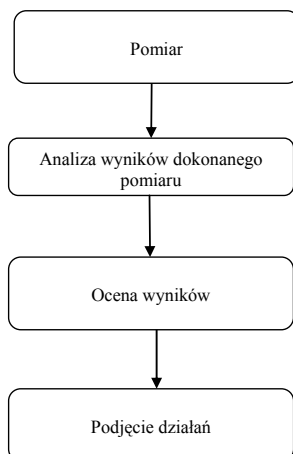 Pomiar
Analiza wyników dokonanego
pomiaru
Ocena wyników
Podjęcie działań